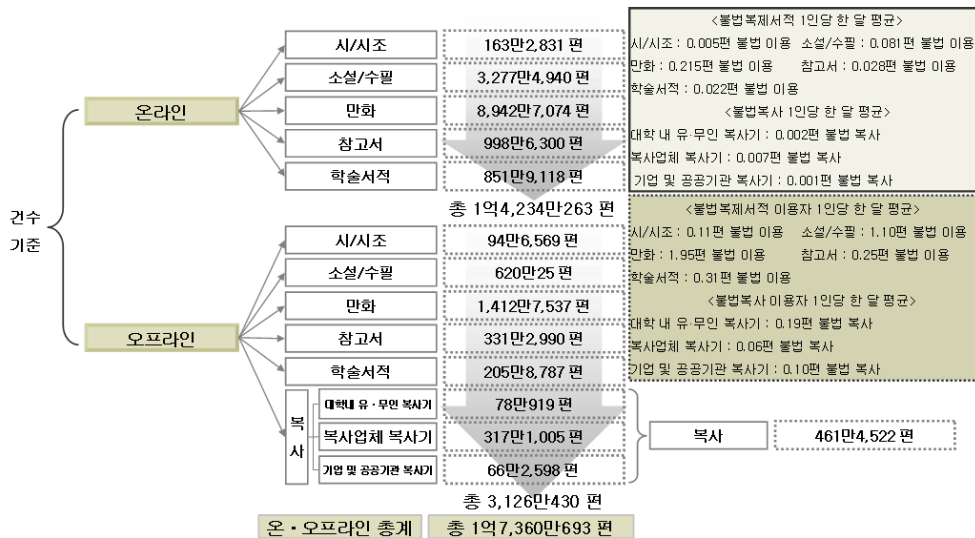 건수
기준
온라인
시/시조 163만2,831 편
소설/수필 3,277만4,940 편
만화 8,942만7,074 편
참고서 998만6,300 편
학술서적 851만9,118 편
총 1억4,234만263 편
오프라인
시/시조 94만6,569 편
소설/수필 620만25 편
만화 1,412만7,537 편
참고서 331만2,990 편
학술서적 205만8,787 편
복사
대학내 유·무인 복사기 78만919 편
복사업체 복사기 317만1,005 편
기업 및 공공기관 복사기 66만2,598 편
복사 461만4,522 편
총 3,126만430 편
온·오프라인 총계 총 1억7,360만693 편
<불법복제서적 1인당 한 달 평균>
시/시조 : 0.005편 불법 이용 소설/수필 : 0.081편 불법 이용
만화 : 0.215편 불법 이용 참고서 : 0.028편 불법 이용
학술서적 : 0.022편 불법 이용
<불법복사 1인당 한 달 평균>
대학 내 유·무인 복사기 : 0.002편 불법 복사
복사업체 복사기 : 0.007편 불법 복사
기업 및 공공기관 복사기 : 0.001편 불법 복사
<불법복제서적 이용자 1인당 한 달 평균>
시/시조 : 0.11편 불법 이용 소설/수필 : 1.10편 불법 이용
만화 : 1.95편 불법 이용 참고서 : 0.25편 불법 이용
학술서적 : 0.31편 불법 이용
<불법복사 이용자 1인당 한 달 평균>
대학 내 유·무인 복사기 : 0.19편 불법 복사
복사업체 복사기 : 0.06편 불법 복사
기업 및 공공기관 복사기 : 0.10편 불법 복사